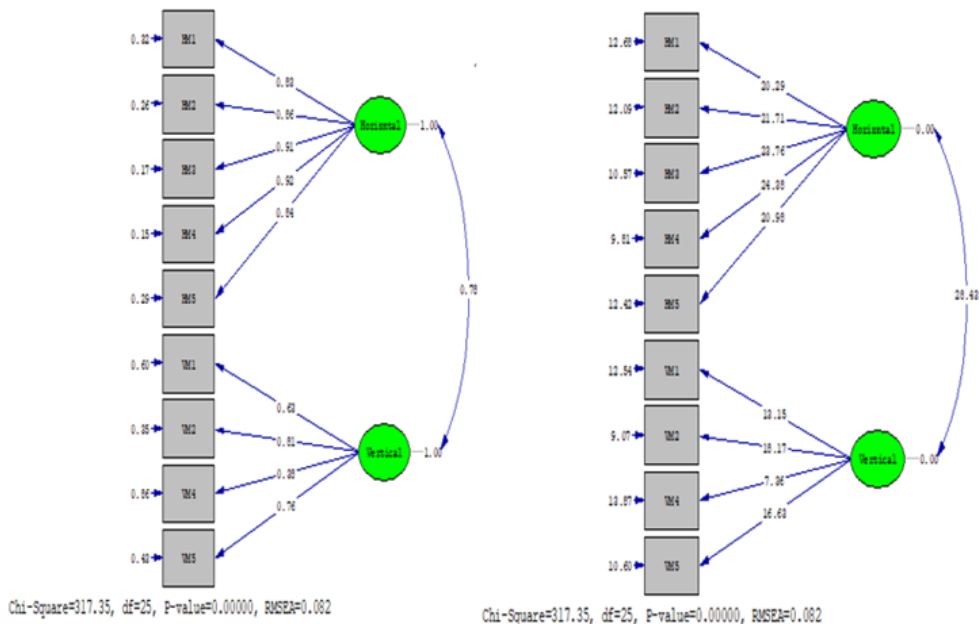 0.32 HM1
0.26 HM2
0.17 HM3
0.15 HM4
0.29 HM5
0.60 VM1
0.35 VM2
0.86 VM4
0.43 VM5
0.83
0.86
0.91
0.92
0.84
0.63
0.81
0.38
0.76
1.00
Vertical 1.00
0.78
Chi-Square=317.35, df=25, P-value=0.00000, RMSEA=0.082
12.68 HM1
12.09 HM2
10.57 HM3
9.81 HM4
12.42 HM5
13.54 VM1
9.07 VM2
13.87 VM4
10.60 VM5
20.29
21.71
23.76
24.38
20.98
13.15
18.17
7.36
16.63
0.00
Vertical 0.00
28.43
Chi-Square=317.35, df=25, P-value=0.00000, RMSEA=0.082